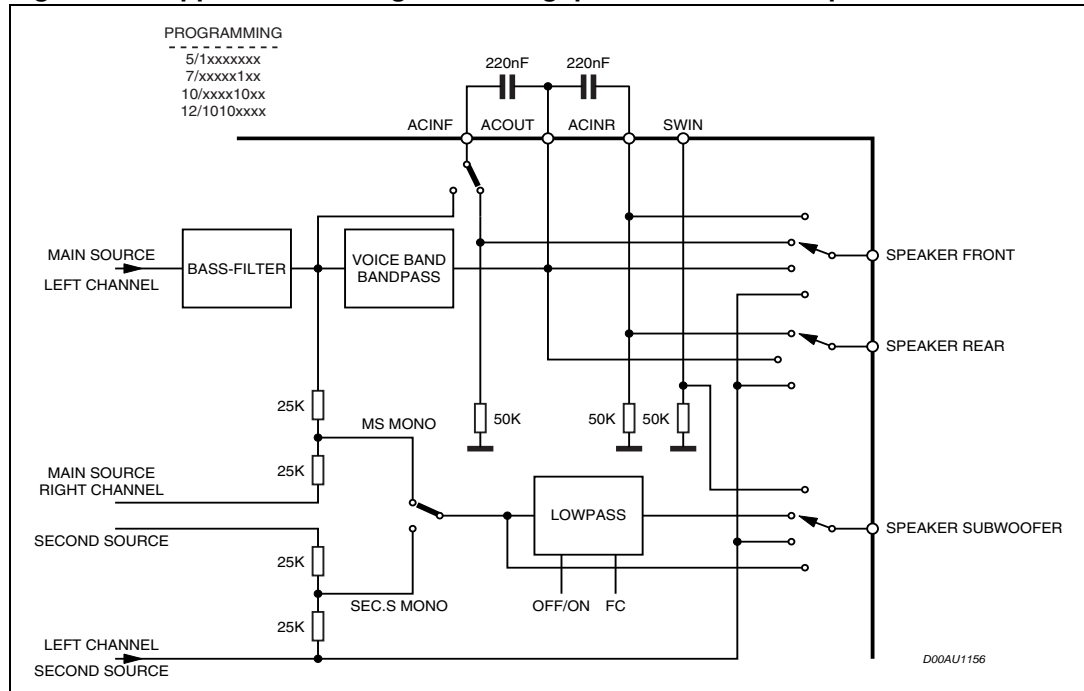 PROGRAMMING
5/1xxxxxxx
7/xxxxx1xx
10/xxxx10xx
12/1010xxxx
220nF 220nF
ACINF ACOUT ACINR SWIN
MAIN SOURCE
LEFT CHANNEL
BASS-FILTER
VOICE BAND
BANDPASS
SPEAKER FRONT
SPEAKER REAR
25K
MS MONO
50K 50K 50K
25K
MAIN SOURCE
RIGHT CHANNEL
LOWPASS
SECOND SOURCE
SPEAKER SUBWOOFER
25K
SEC.S MONO
OFF/ON FC
25K
LEFT CHANNEL
SECOND SOURCE
D00AU1156